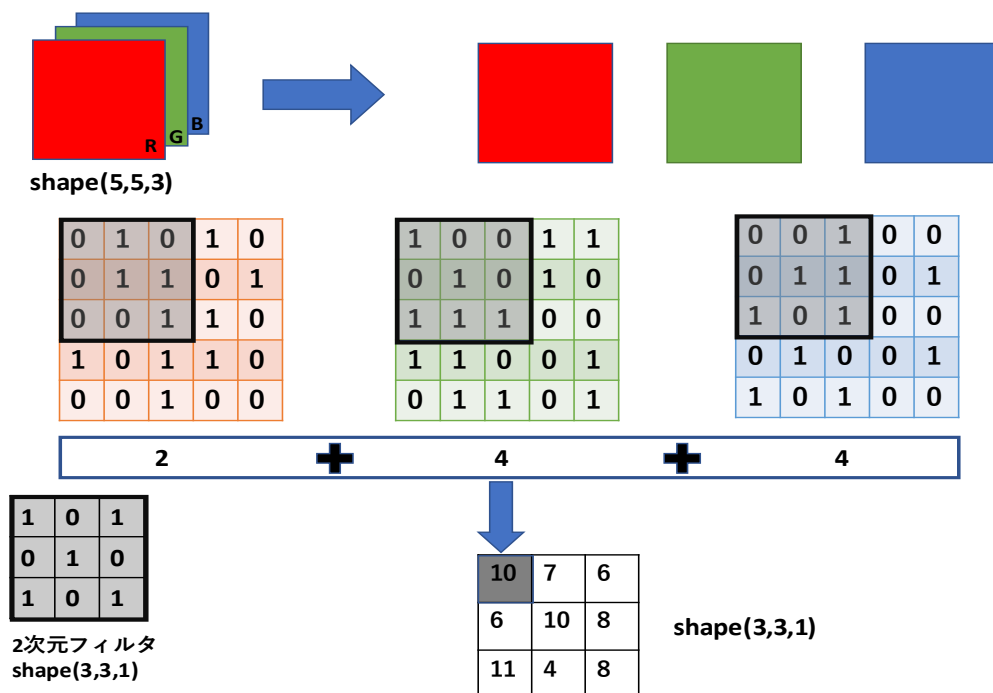 R
G
B
shape(5,5,3)
0 1 0 1 0
0 1 1 0 1
0 0 1 1 0
1 0 1 1 0
0 0 1 0 0
1 0 0 1 1
0 1 0 1 0
1 1 1 0 0
1 1 0 0 1
0 1 1 0 1
0 0 1 0 0
0 1 1 0 1
1 0 1 0 0
0 1 0 0 1
1 0 1 0 0
2 + 4 + 4
1 0 1
0 1 0
1 0 1
2次元フィルタ
shape(3,3,1)
10 7 6
6 10 8
11 4 8
shape(3,3,1)